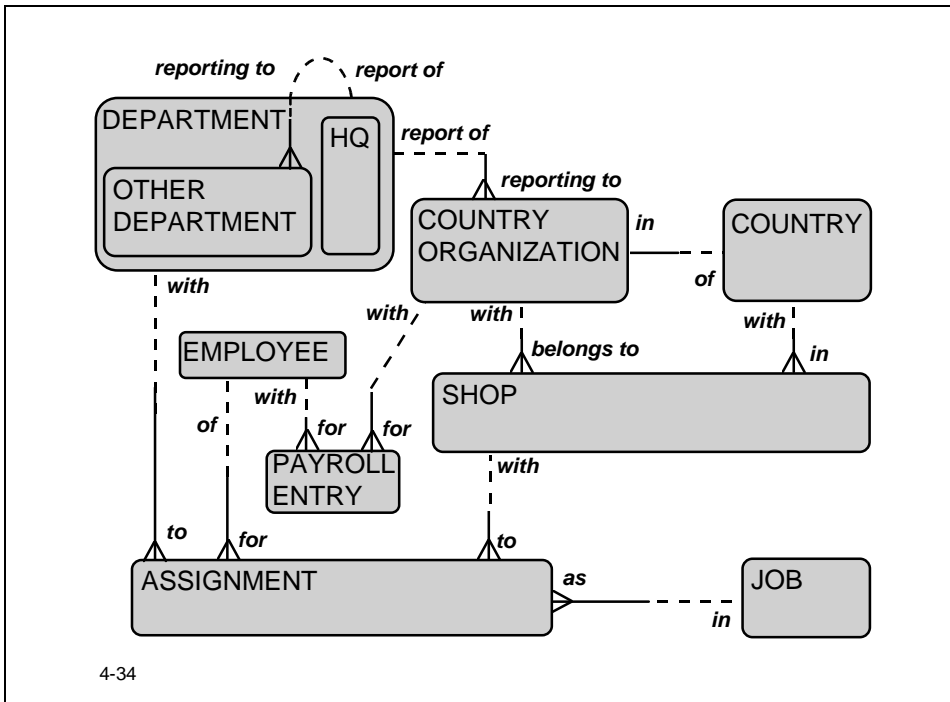 reporting to
report of
DEPARTMENT
HQ
report of
OTHER
DEPARTMENT
reporting to
COUNTRY
ORGANIZATION
in
of
COUNTRY
with
with
with
with
EMPLOYEE
belongs to
in
with
of
SHOP
for
for
PAYROLL
ENTRY
with
to
for
to
ASSIGNMENT
as
in
JOB
4-34